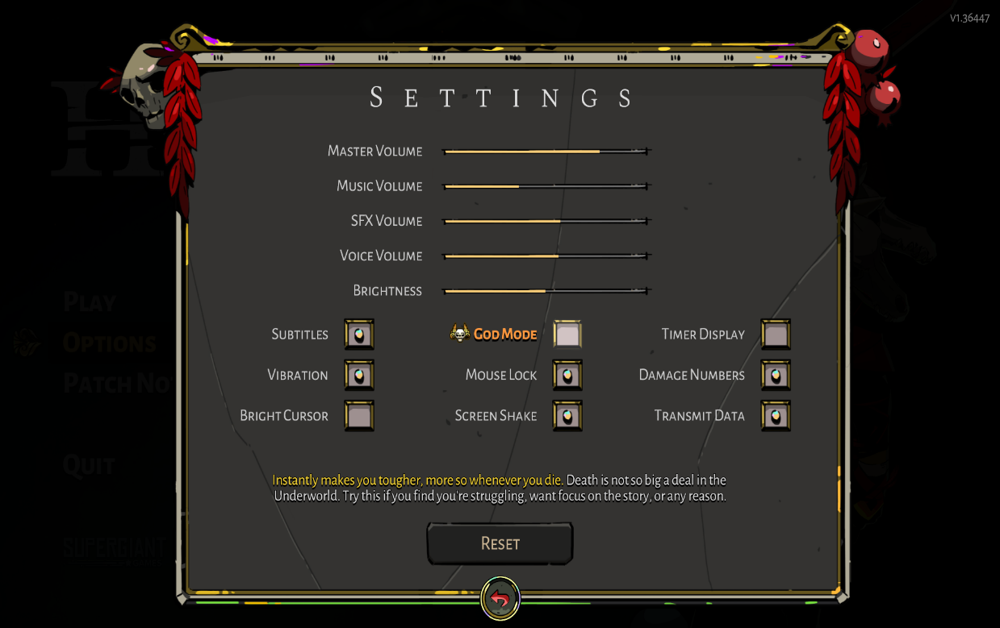 V1.36447
SETTINGS
MASTER VOLUME
MUSIC VOLUME
SFX VOLUME
VOICE VOLUME
BRIGHTNESS
SUBTITLES GOD MODE TIMER DISPLAY
VIBRATION MOUSE LOCK DAMAGE NUMBERS
BRIGHT CURSOR SCREEN SHAKE TRANSMIT DATA
PLAY
OPTIONS
PATCH NO
QUIT
SUPERGIANT
Instantly makes you tougher, more so whenever you die. Death is not so big a deal in the
Underworld. Try this if you find you're struggling, want focus on the story, or any reason.
RESET